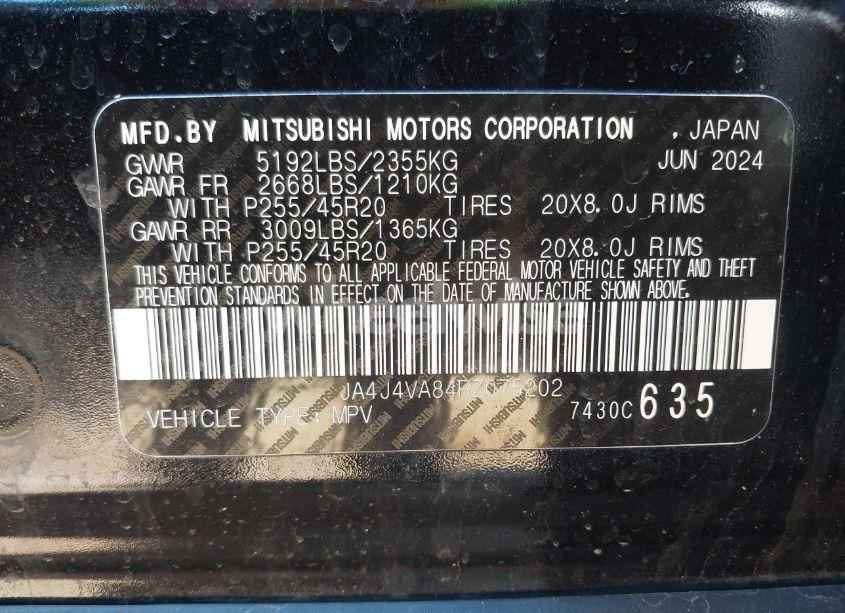 MFD.BY MITSUBISHI MOTORS CORPORATION , JAPAN
GVWR 5192LBS/2355KG JUN 2024
GAWR FR 2668LBS/1210KG
WITH P255/45R20 TIRES 20X8.0J RIMS
GAWR RR 3009LBS/1365KG
WITH P255/45R20 TIRES 20X8.0J RIMS
THIS VEHICLE CONFORMS TO ALL APPLICABLE FEDERAL MOTOR VEHICLE SAFETY AND THEFT
PREVENTION STANDARDS IN EFFECT ON THE DATE OF MANUFACTURE SHOWN ABOVE.
JA4J4VA84RZ075202
VEHICLE TYPE: MPV 7430C 635